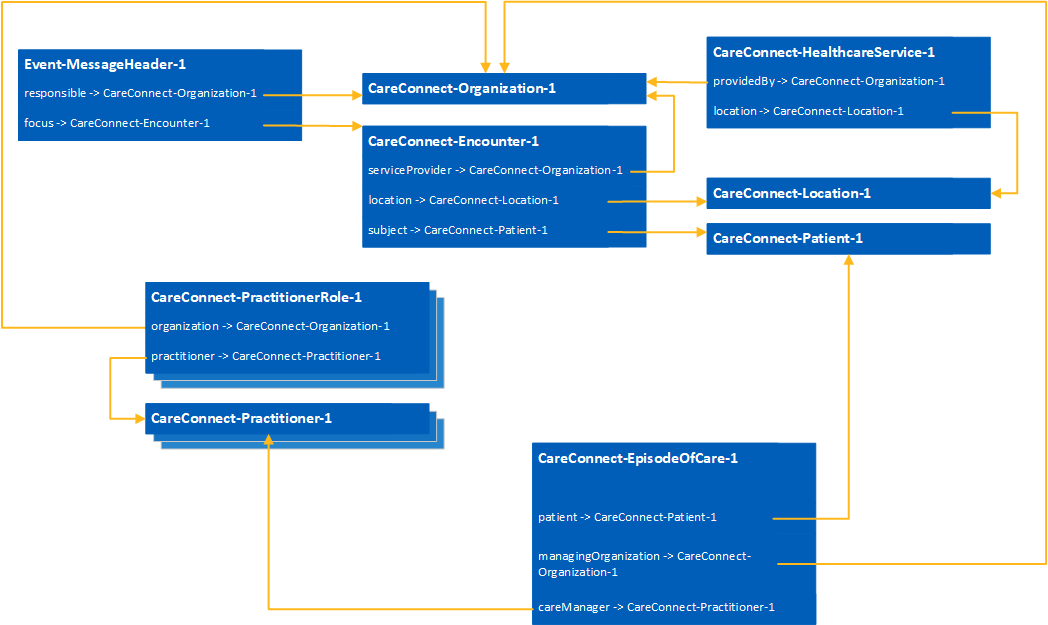 Event-MessageHeader-1
responsible -> CareConnect-Organization-1
focus -> CareConnect-Encounter-1
CareConnect-Organization-1
CareConnect-Encounter-1
serviceProvider -> CareConnect-Organization-1
location -> CareConnect-Location-1
subject -> CareConnect-Patient-1
CareConnect-HealthcareService-1
providedBy -> CareConnect-Organization-1
location -> CareConnect-Location-1
CareConnect-Location-1
CareConnect-Patient-1
CareConnect-PractitionerRole-1
organization -> CareConnect-Organization-1
practitioner -> CareConnect-Practitioner-1
CareConnect-Practitioner-1
CareConnect-EpisodeOfCare-1
patient -> CareConnect-Patient-1
managingOrganization -> CareConnect-
Organization-1
careManager -> CareConnect-Practitioner-1